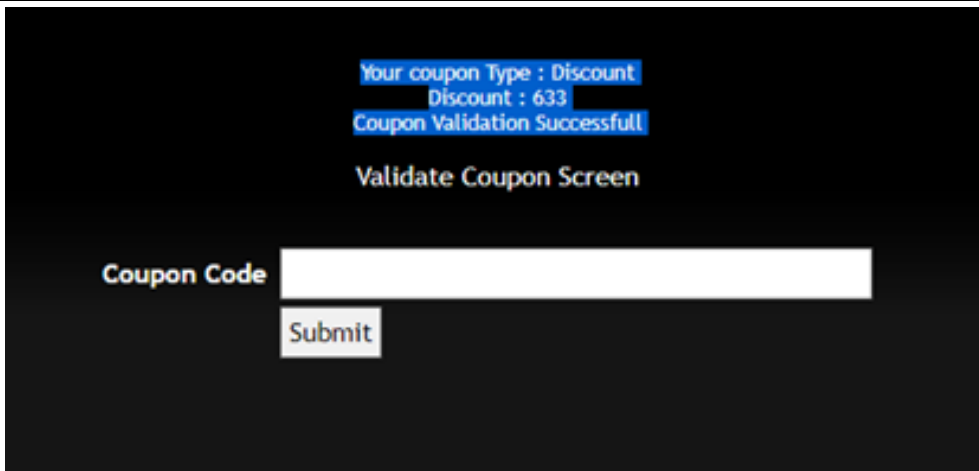 Your coupon Type : Discount
Discount : 633
Coupon Validation Successfull
Validate Coupon Screen
Coupon Code
Submit